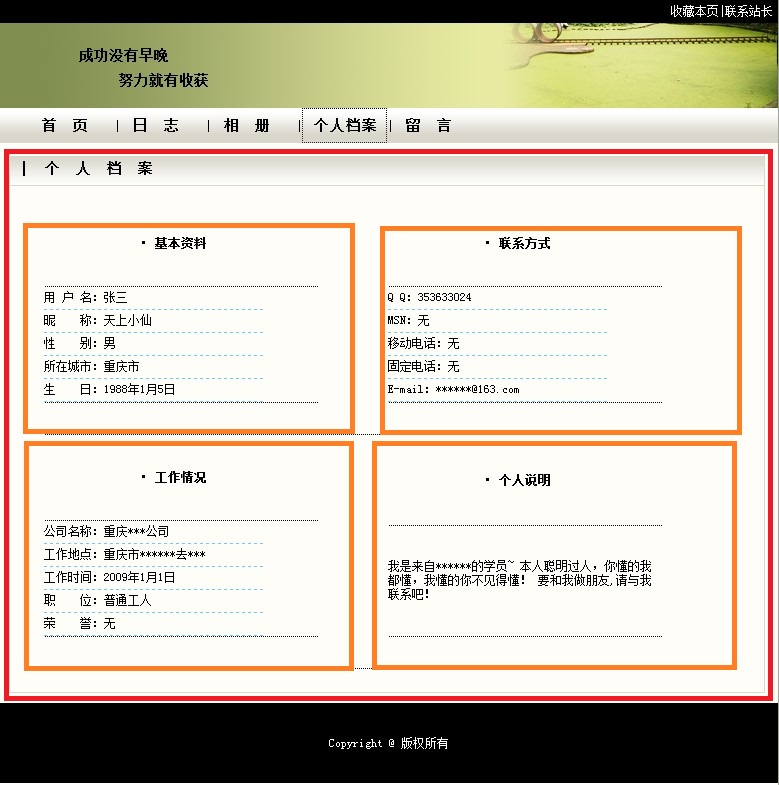 收藏本页|联系站长
成功没有早晚
努力就有收获
首 页 | 日 志 | 相 册 | 个人档案 | 留 言
| 个 人 档 案
· 基本资料
用 户 名：张三
昵 称：天上小仙
性 别：男
所在城市：重庆市
生 日：1988年1月5日
· 联系方式
Q Q：353633024
MSN：无
移动电话：无
固定电话：无
E-mail：******@163.com
· 工作情况
公司名称：重庆***公司
工作地点：重庆市******去***
工作时间：2009年1月1日
职 位：普通工人
荣 誉：无
· 个人说明
我是来自******的学员~ 本人聪明过人，你懂的我
都懂，我懂的你不见得懂！ 要和我做朋友,请与我
联系吧！
Copyright @ 版权所有